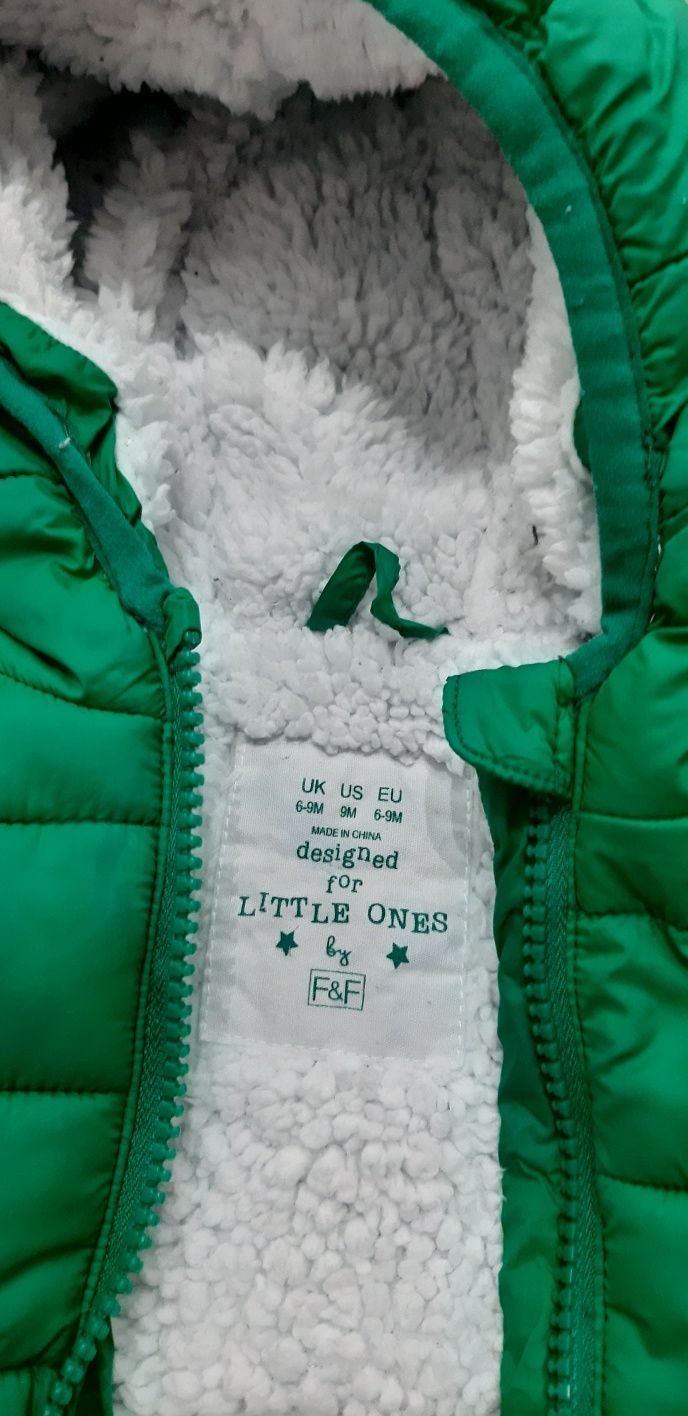 UK US EU
6-9M 9M 6-9M
MADE IN CHINA
designed
for
LITTLE ONES
by
F&F